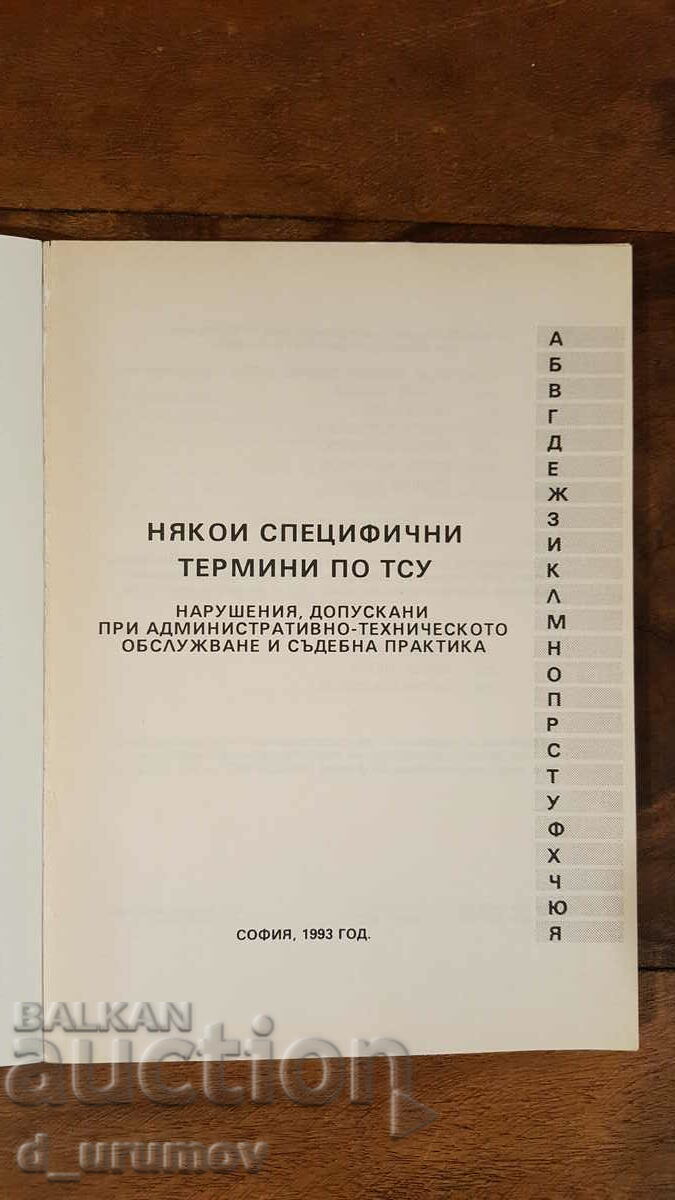 НЯКОИ СПЕЦИФИЧНИ
ТЕРМИНИ ПО ТСУ
НАРУШЕНИЯ, ДОПУСКАНИ
ПРИ АДМИНИСТРАТИВНО-ТЕХНИЧЕСКОТО
ОБСЛУЖВАНЕ И СЪДЕБНА ПРАКТИКА
СОФИЯ, 1993 ГОД.
А
Б
В
Г
Д
Е
Ж
З
И
К
Л
М
Н
О
П
Р
С
Т
У
Ф
Х
Ч
Ю
Я
BALKAN
auction
d_urumov